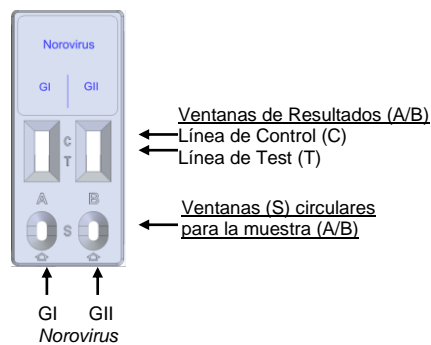 Norovirus
GI GII
Ventanas de Resultados (A/B)
C Línea de Control (C)
T Línea de Test (T)
A B
Ventanas (S) circulares
S para la muestra (A/B)
GI GII
Norovirus